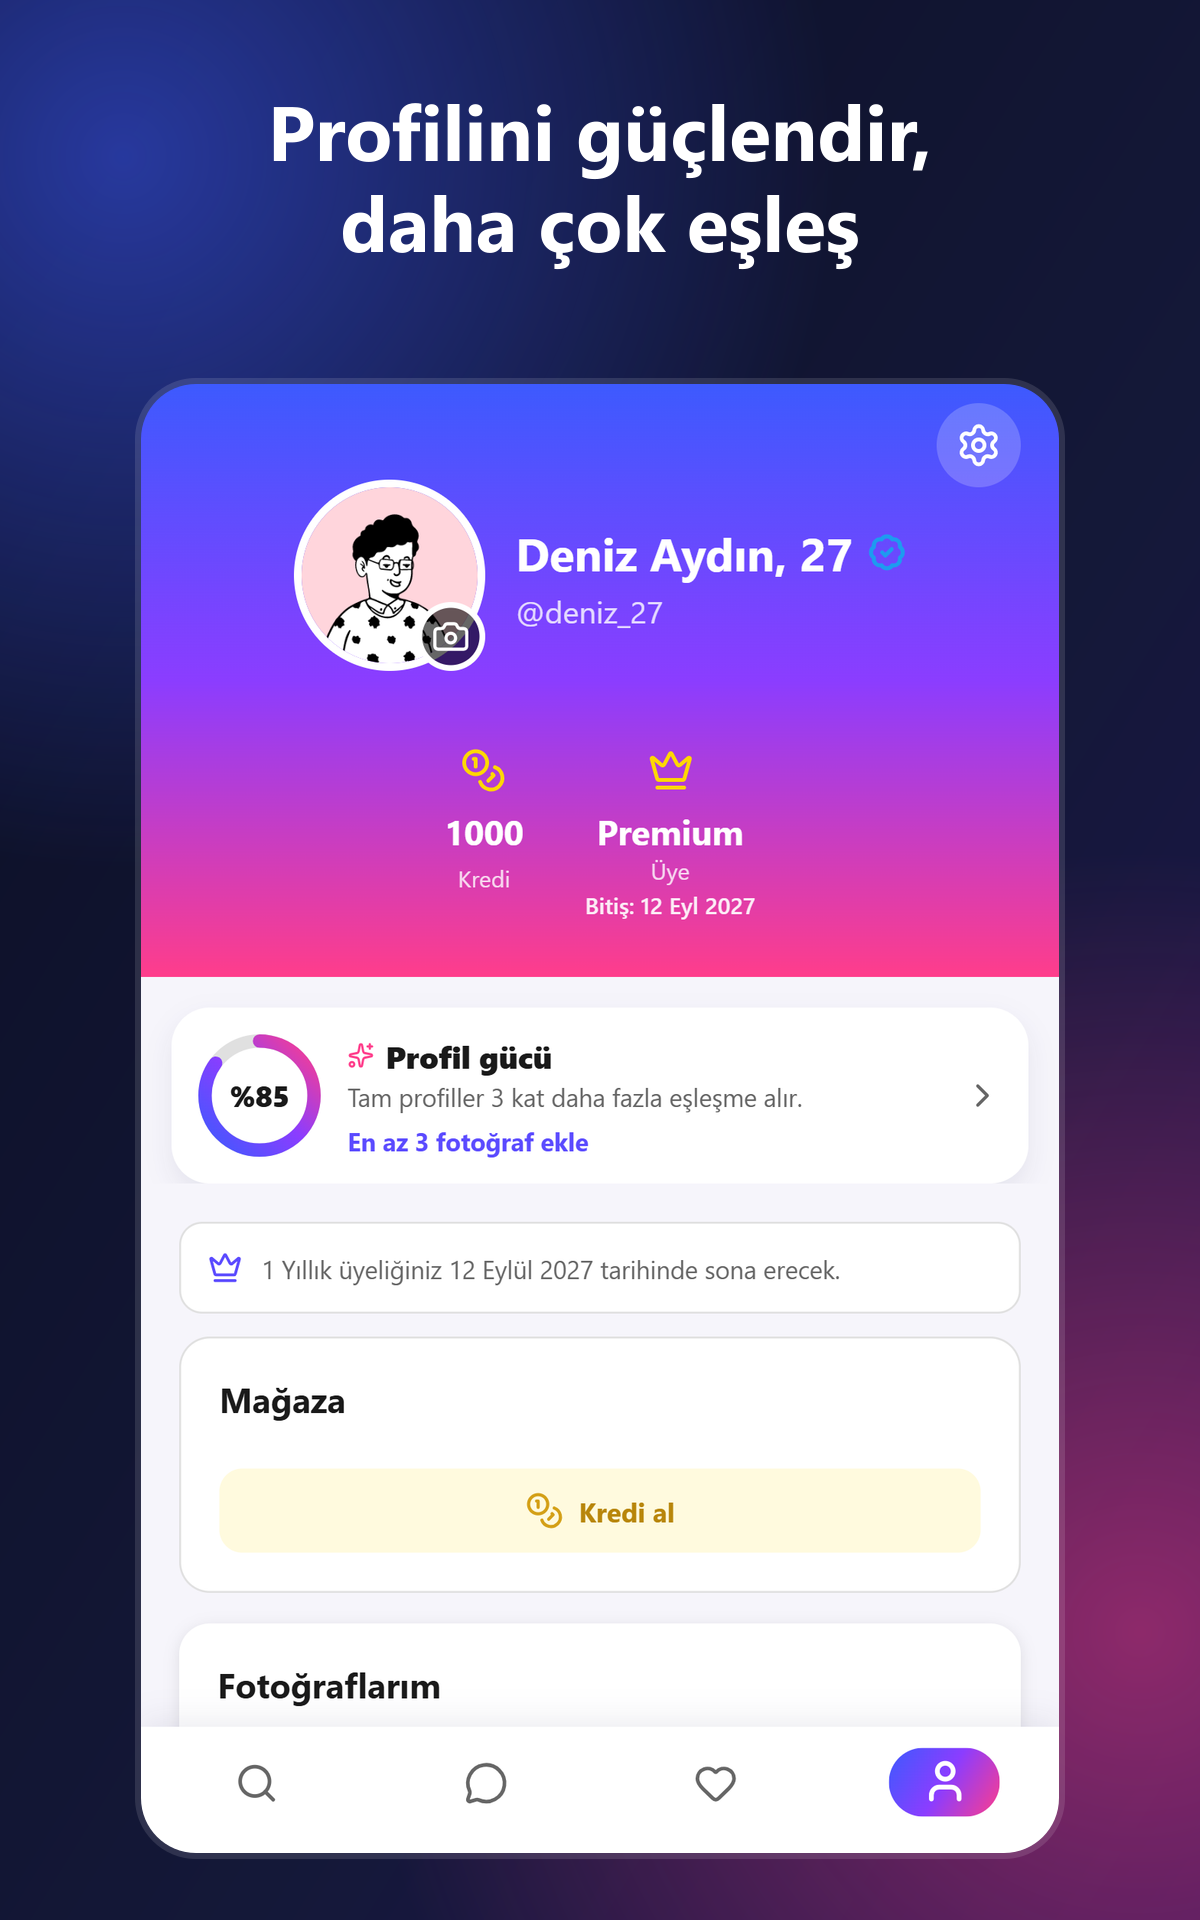 Profilini güçlendir,
daha çok eşleş
Deniz Aydın, 27
@deniz_27
1000
Kredi
Premium
Üye
Bitiş: 12 Eyl 2027
%85
Profil gücü
Tam profiller 3 kat daha fazla eşleşme alır.
En az 3 fotoğraf ekle
1 Yıllık üyeliğiniz 12 Eylül 2027 tarihinde sona erecek.
Mağaza
Kredi al
Fotoğraflarım